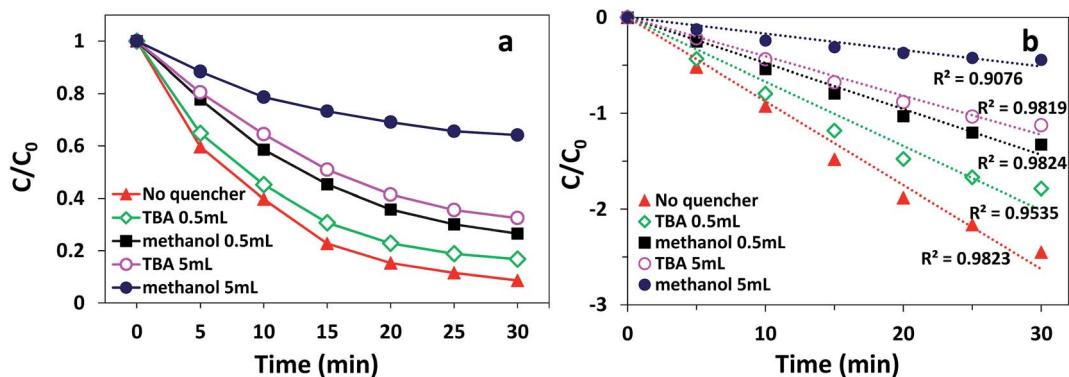 a
C/C0
1
0.8
0.6
0.4
0.2
0
No quencher
TBA 0.5mL
methanol 0.5mL
TBA 5mL
methanol 5mL
0 5 10 15 20 25 30
Time (min)
b
C/C0
0
-1
-2
-3
R² = 0.9076
R² = 0.9819
R² = 0.9824
R² = 0.9535
R² = 0.9823
No quencher
TBA 0.5mL
methanol 0.5mL
TBA 5mL
methanol 5mL
0 10 20 30
Time (min)